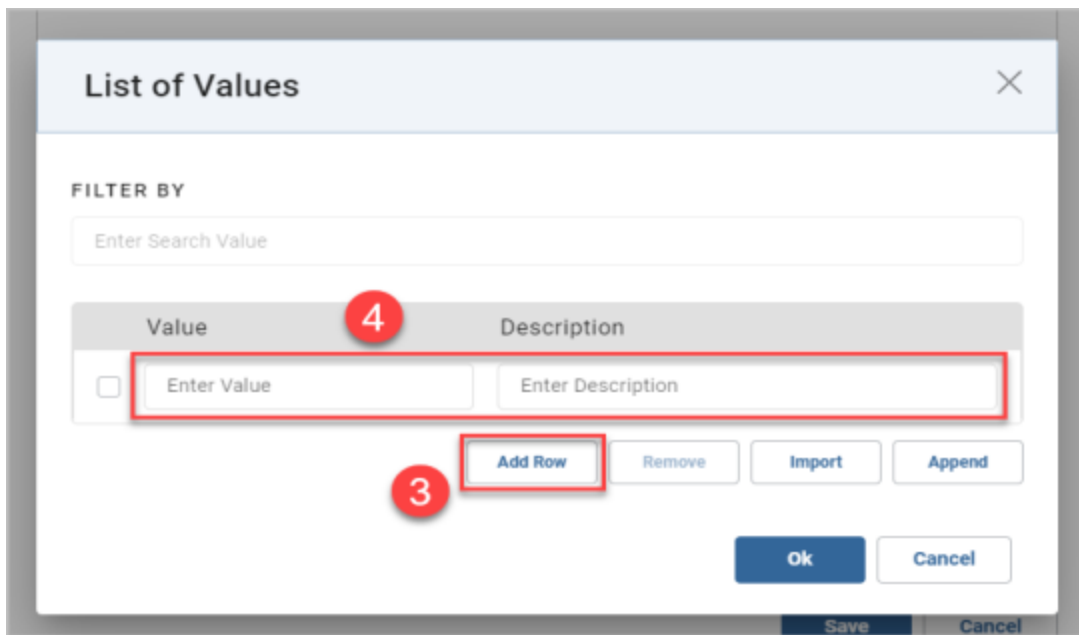 List of Values
FILTER BY
Enter Search Value
Value 4 Description
Enter Value Enter Description
3 Add Row Remove Import Append
Ok Cancel
Save Cancel